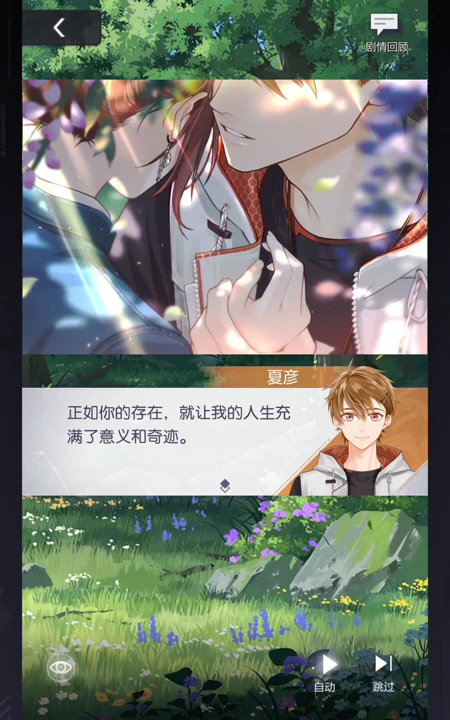 剧情回顾
夏彦
正如你的存在，就让我的人生充
满了意义和奇迹。
自动
跳过